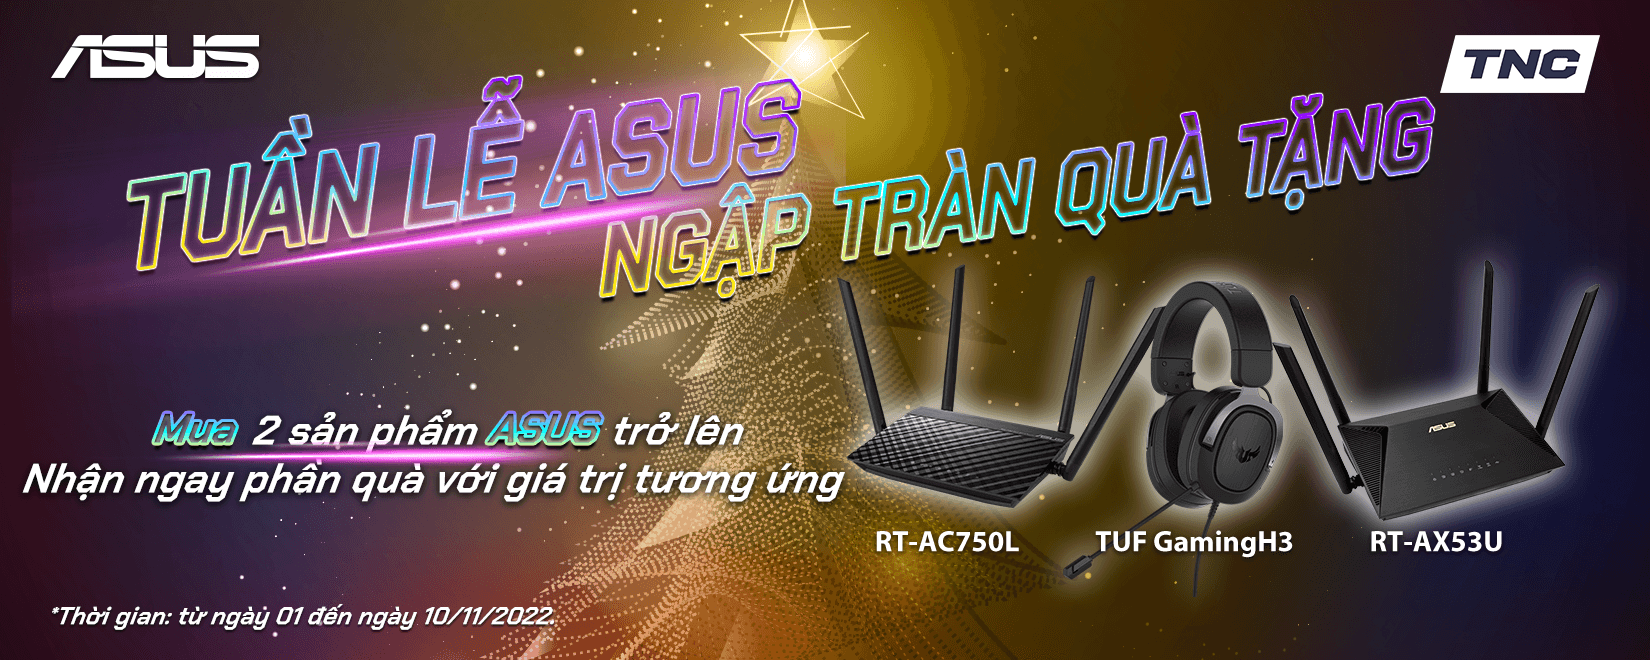 ASUS
TNC
TUẦN LỄ ASUS
NGẬP TRÀN QUÀ TẶNG
Mua 2 sản phẩm ASUS trở lên
Nhận ngay phần quà với giá trị tương ứng
ASUS
RT-AC750L
TUF GamingH3
RT-AX53U
*Thời gian: từ ngày 01 đến ngày 10/11/2022.